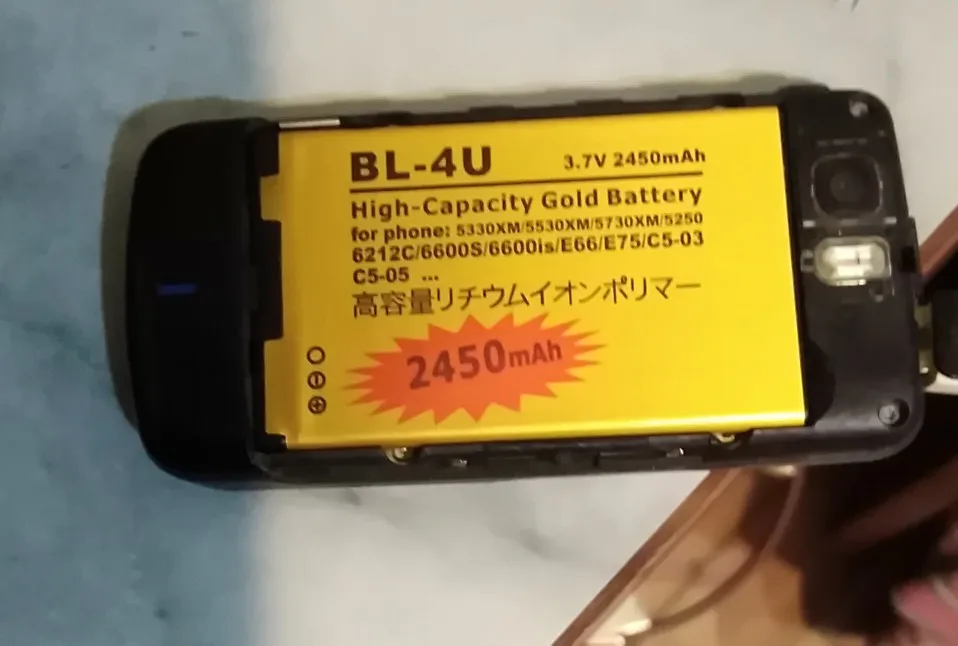 BL-4U
3.7V 2450mAh
High-Capacity Gold Battery
for phone: 5330XM/5530XM/5730XM/5250
6212C/6600S/6600is/E66/E75/C5-03
C5-05 ...
高容量リチウムイオンポリマー
2450mAh